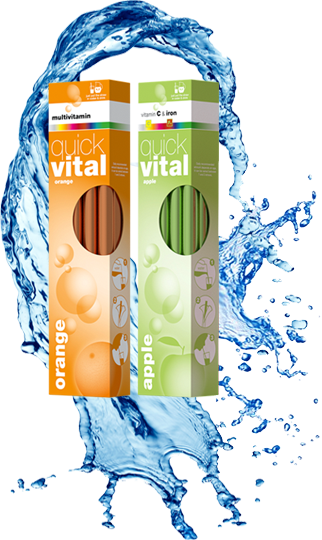 multivitamin
quick
vital
orange
orange
vitamin C & iron
quick
vital
apple
apple